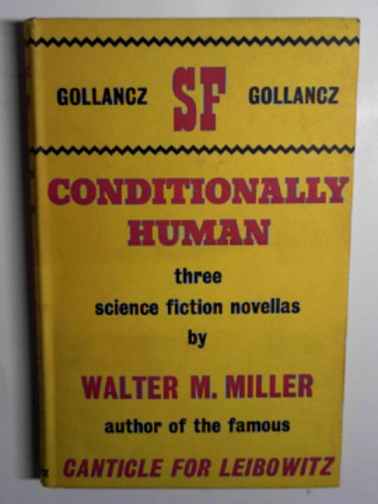 GOLLANCZ SF GOLLANCZ
CONDITIONALLY
HUMAN
three
science fiction novellas
by
WALTER M. MILLER
author of the famous
CANTICLE FOR LEIBOWITZ